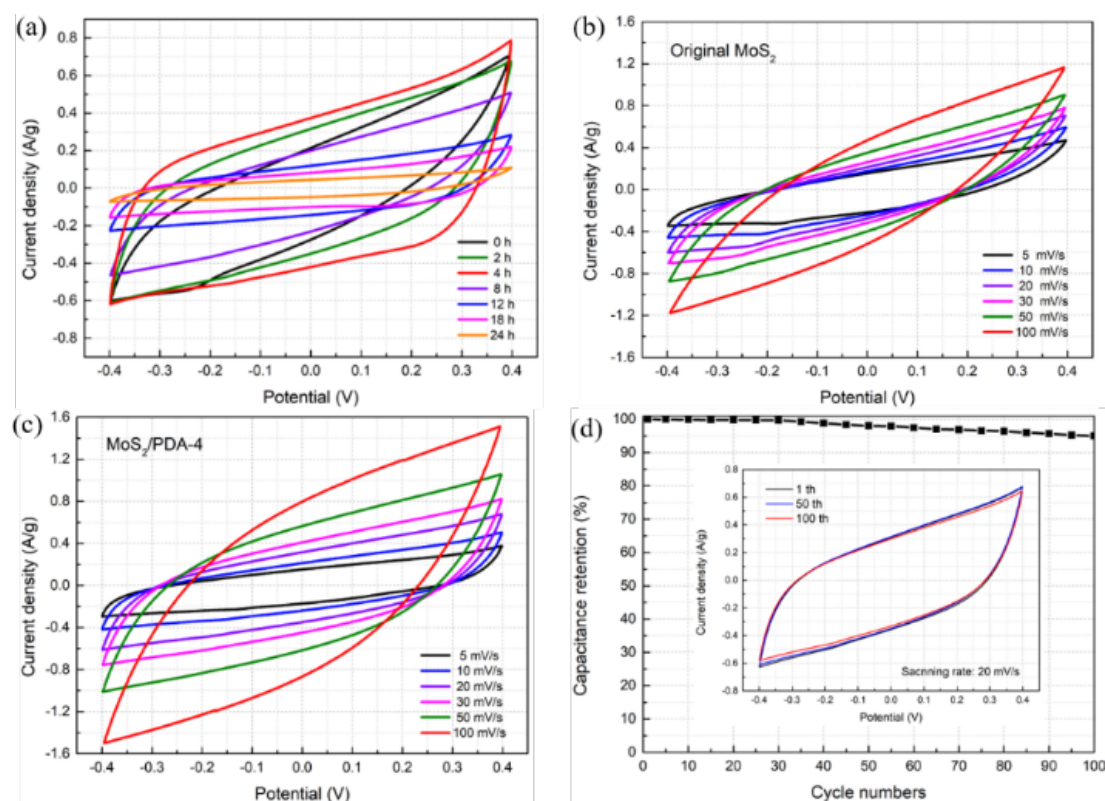 (a)
0.8
0.6
0.4
0.2
0.0
-0.2
-0.4
-0.6
-0.8
Current density (A/g)
0 h
2 h
4 h
8 h
12 h
18 h
24 h
-0.4 -0.3 -0.2 -0.1 0.0 0.1 0.2 0.3 0.4
Potential (V)
(b)
Original MoS₂
1.6
1.2
0.8
0.4
0.0
-0.4
-0.8
-1.2
-1.6
Current density (A/g)
5 mV/s
10 mV/s
20 mV/s
30 mV/s
50 mV/s
100 mV/s
-0.4 -0.3 -0.2 -0.1 0.0 0.1 0.2 0.3 0.4
Potential (V)
(c)
MoS₂/PDA-4
1.6
1.2
0.8
0.4
0.0
-0.4
-0.8
-1.2
-1.6
Current density (A/g)
5 mV/s
10 mV/s
20 mV/s
30 mV/s
50 mV/s
100 mV/s
-0.4 -0.3 -0.2 -0.1 0.0 0.1 0.2 0.3 0.4
Potential (V)
(d)
100
95
90
85
80
75
70
65
60
55
50
45
40
35
30
25
20
15
10
5
0
Capacitance retention (%)
0.8
0.6
0.4
0.2
0.0
-0.2
-0.4
-0.6
-0.8
Current density (A/g)
1 th
50 th
100 th
Sacnning rate: 20 mV/s
-0.4 -0.3 -0.2 -0.1 0.0 0.1 0.2 0.3 0.4
Potential (V)
0 10 20 30 40 50 60 70 80 90 100
Cycle numbers